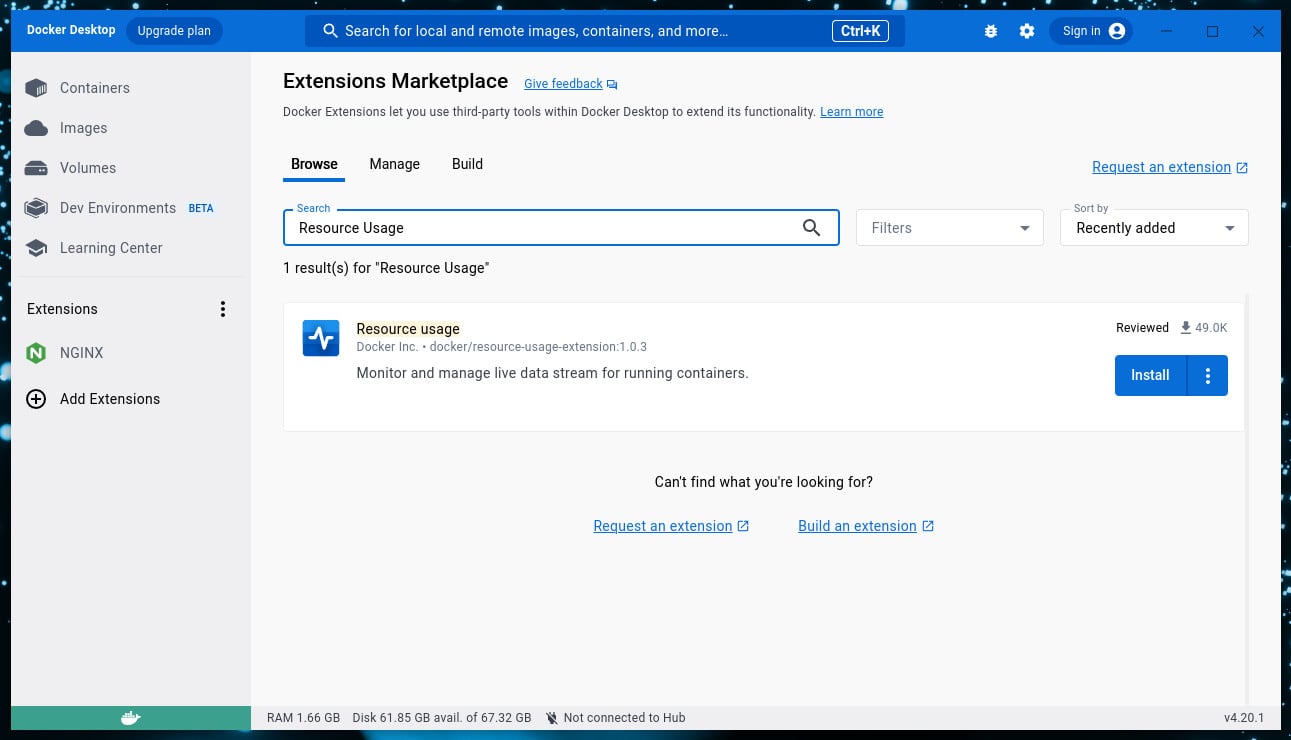 Docker Desktop Upgrade plan Search for local and remote images, containers, and more... Ctrl+K Sign in
Containers
Images
Volumes
Dev Environments BETA
Learning Center
Extensions
NGINX
Add Extensions
Extensions Marketplace Give feedback
Docker Extensions let you use third-party tools within Docker Desktop to extend its functionality. Learn more
Browse Manage Build
Request an extension
Search
Resource Usage
Filters
Sort by
Recently added
1 result(s) for "Resource Usage"
Resource usage
Docker Inc. • docker/resource-usage-extension:1.0.3
Monitor and manage live data stream for running containers.
Reviewed 49.0K
Install
Can't find what you're looking for?
Request an extension Build an extension
RAM 1.66 GB Disk 61.85 GB avail. of 67.32 GB Not connected to Hub v4.20.1